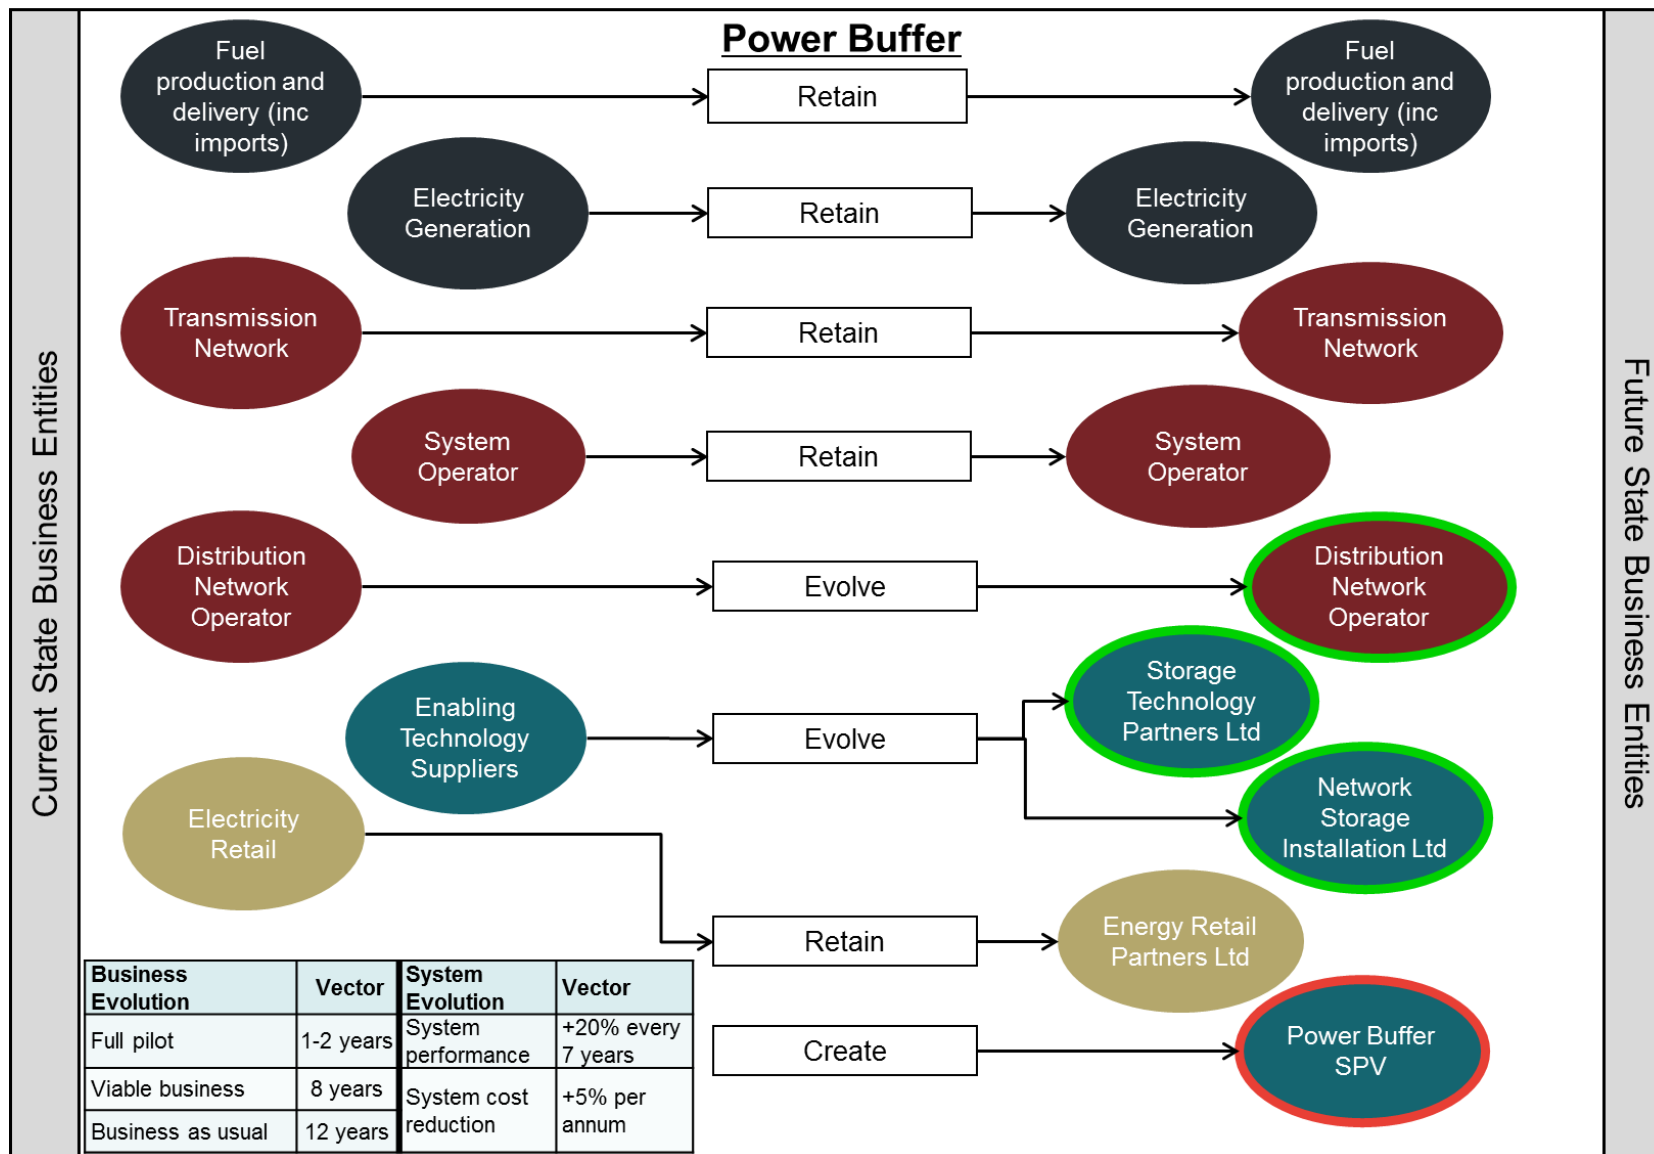 Power Buffer
Current State Business Entities
Future State Business Entities
Fuel
production and
delivery (inc
imports)
Retain
Fuel
production and
delivery (inc
imports)
Electricity
Generation
Retain
Electricity
Generation
Transmission
Network
Retain
Transmission
Network
System
Operator
Retain
System
Operator
Distribution
Network
Operator
Evolve
Distribution
Network
Operator
Enabling
Technology
Suppliers
Evolve
Storage
Technology
Partners Ltd
Network
Storage
Installation Ltd
Electricity
Retail
Retain
Energy Retail
Partners Ltd
Create
Power Buffer
SPV
Business
Evolution
Vector
System
Evolution
Vector
Full pilot
1-2 years
System
performance
+20% every
7 years
Viable business
8 years
System cost
reduction
+5% per
annum
Business as usual
12 years